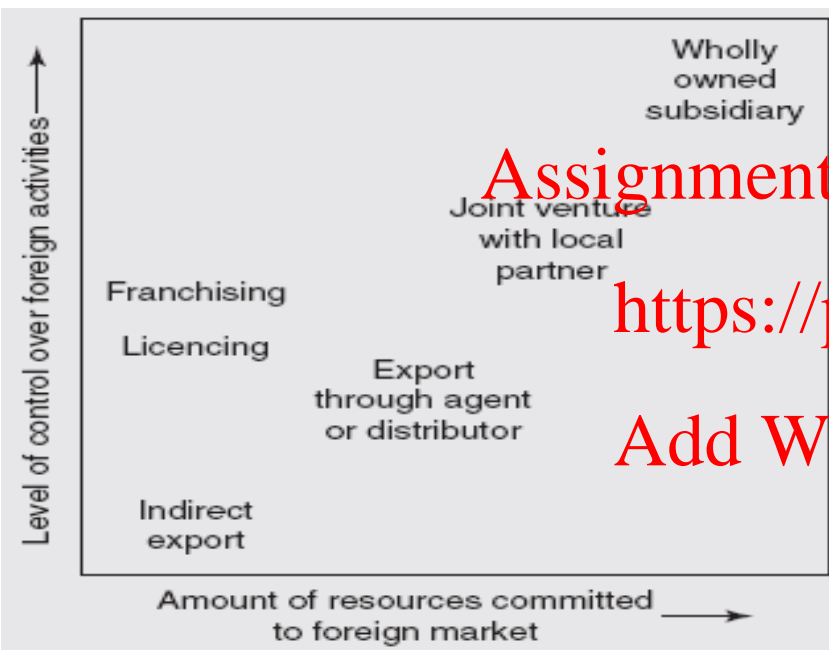 Wholly
owned
subsidiary
Assignment
Joint venture
with local
partner
Franchising
https://p
Licencing
Export
through agent
or distributor
Add W
Indirect
export
Level of control over foreign activities
Amount of resources committed
to foreign market